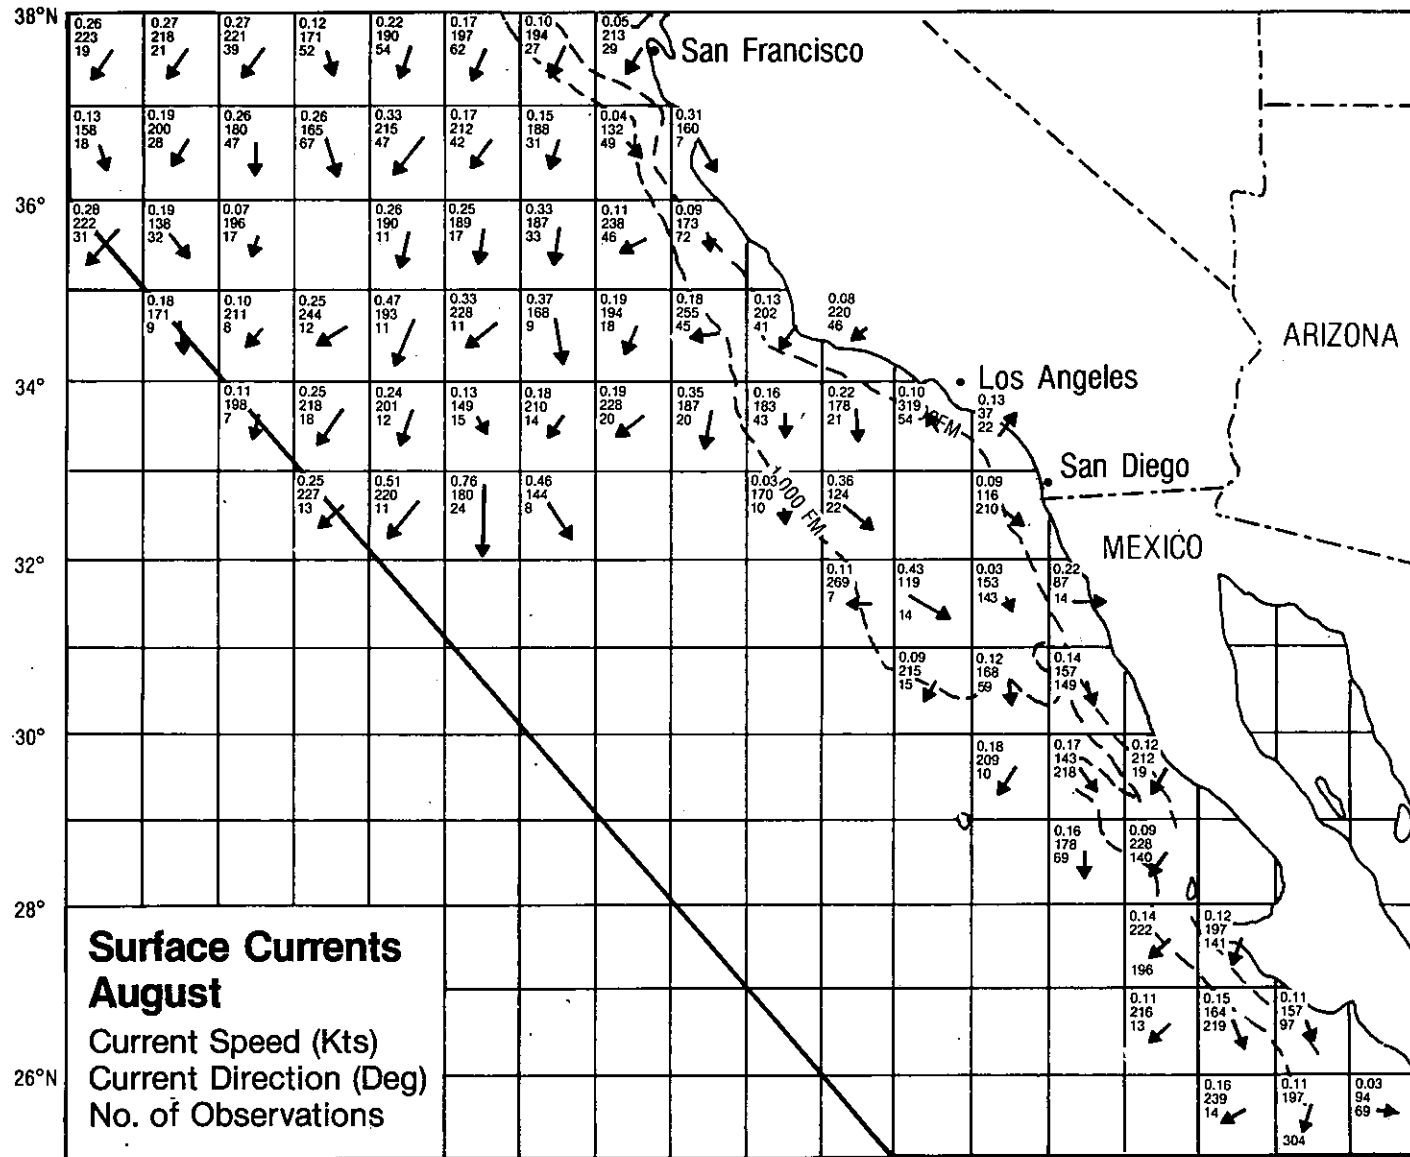 38°N
0.26 0.27 0.27 0.12 0.22 0.17 0.10 0.05
223 218 221 171 190 197 194 213
19 21 39 52 54 62 27 29
San Francisco
0.13 0.19 0.26 0.26 0.33 0.17 0.15 0.04 0.31
158 200 180 165 215 212 188 132 160
18 28 47 67 47 42 31 49 7
36°
0.28 0.19 0.07 0.26 0.25 0.33 0.11 0.09
222 138 196 190 189 187 238 173
31 32 17 11 17 33 46 72
0.18 0.10 0.25 0.47 0.33 0.37 0.19 0.18 0.13 0.08
171 211 244 193 228 168 194 255 202 220
9 8 12 11 11 9 18 45 41 46
ARIZONA
34°
Los Angeles
0.11 0.25 0.24 0.13 0.18 0.19 0.35 0.16 0.22 0.10 0.13
198 218 201 149 210 228 187 183 178 319 37
7 18 12 15 14 20 20 43 21 54 22
FM
San Diego
0.25 0.51 0.76 0.46 0.03 0.36 0.09
227 220 180 144 170 124 116
13 11 24 8 10 22 210
1,000 FM
MEXICO
32°
0.11 0.43 0.03 0.22
269 119 153 87
7 14 143 14
0.09 0.12 0.14
215 168 157
15 59 149
30°
0.18 0.17 0.12
209 143 212
10 218 19
0.16 0.09
178 228
69 140
28°
0.14 0.12
222 197
196 141
Surface Currents
August
Current Speed (Kts)
Current Direction (Deg)
No. of Observations
0.11 0.15 0.11
216 164 157
13 219 97
26°N
0.16 0.11 0.03
239 197 94
14 304 69